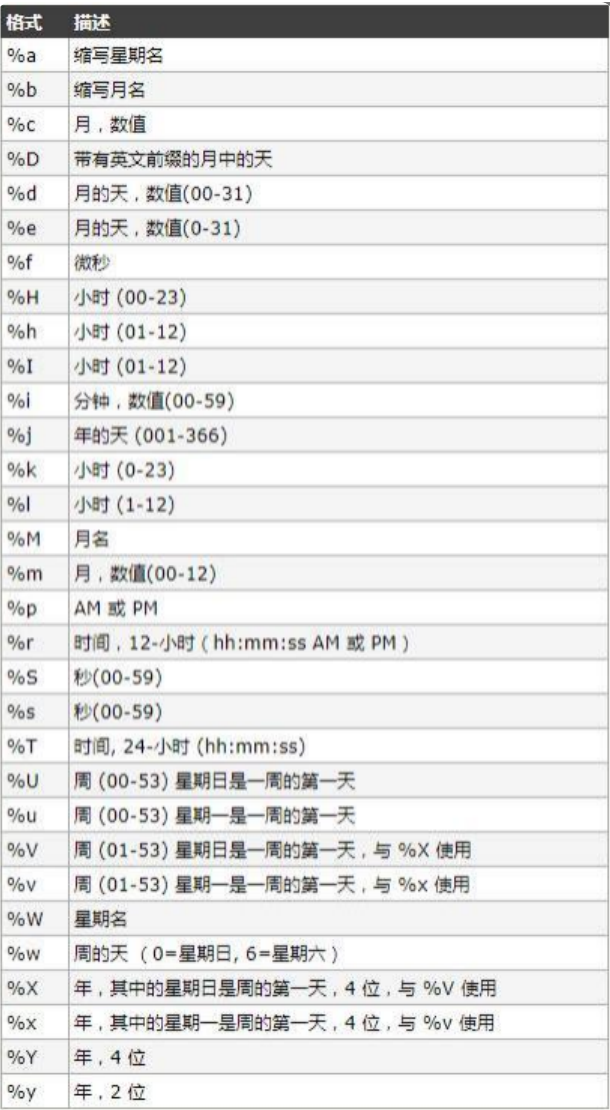 格式 描述
%a 缩写星期名
%b 缩写月名
%c 月，数值
%D 带有英文前缀的月中的天
%d 月的天，数值(00-31)
%e 月的天，数值(0-31)
%f 微秒
%H 小时 (00-23)
%h 小时 (01-12)
%I 小时 (01-12)
%i 分钟，数值(00-59)
%j 年的天 (001-366)
%k 小时 (0-23)
%l 小时 (1-12)
%M 月名
%m 月，数值(00-12)
%p AM 或 PM
%r 时间，12-小时（hh:mm:ss AM 或 PM）
%S 秒(00-59)
%s 秒(00-59)
%T 时间, 24-小时 (hh:mm:ss)
%U 周 (00-53) 星期日是一周的第一天
%u 周 (00-53) 星期一是一周的第一天
%V 周 (01-53) 星期日是一周的第一天，与 %X 使用
%v 周 (01-53) 星期一是一周的第一天，与 %x 使用
%W 星期名
%w 周的天 （0=星期日, 6=星期六）
%X 年，其中的星期日是周的第一天，4 位，与 %V 使用
%x 年，其中的星期一是周的第一天，4 位，与 %v 使用
%Y 年，4 位
%y 年，2 位